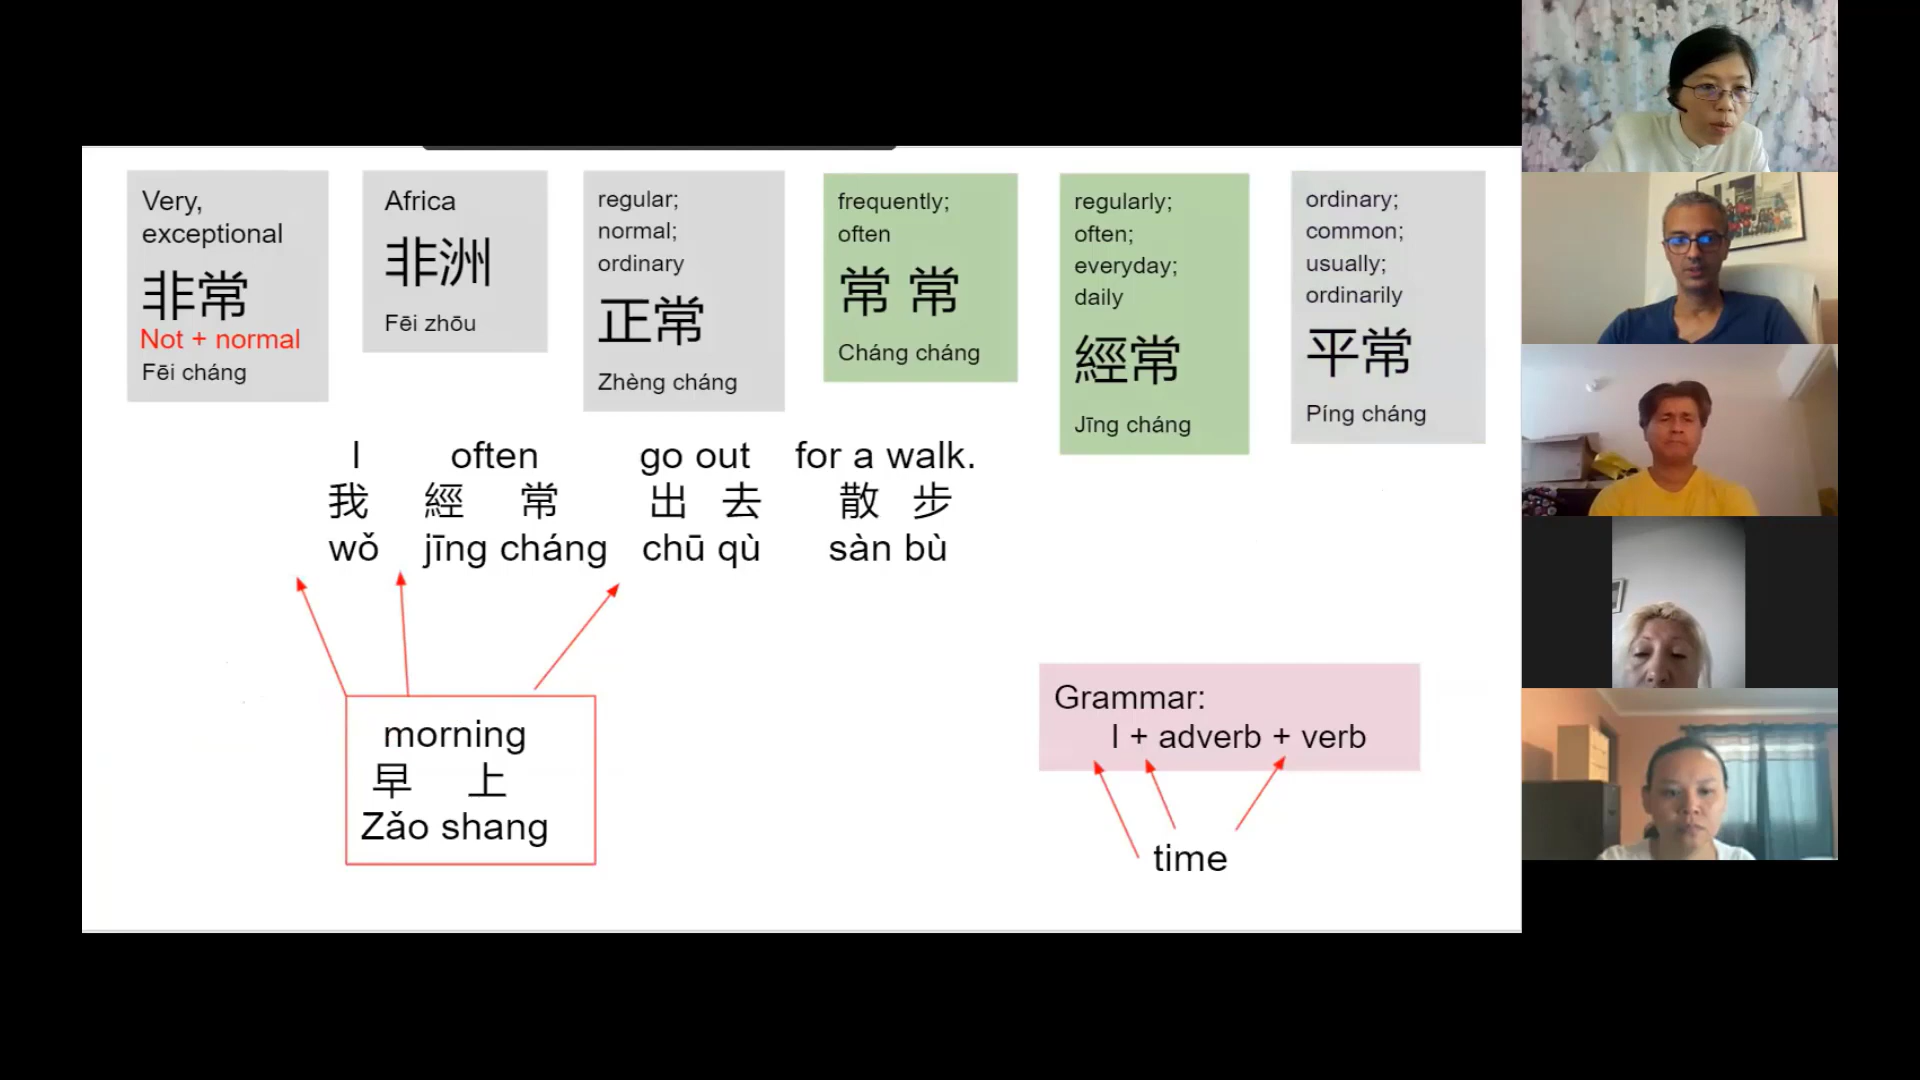 Very,
exceptional
非常
Not + normal
Fēi cháng
Africa
非洲
Fēi zhōu
regular;
normal;
ordinary
正常
Zhèng cháng
frequently;
often
常 常
Cháng cháng
regularly;
often;
everyday;
daily
經常
Jīng cháng
ordinary;
common;
usually;
ordinarily
平常
Píng cháng
I often go out for a walk.
我 經 常 出 去 散 步
wǒ jīng cháng chū qù sàn bù
morning
早 上
Zǎo shang
Grammar:
I + adverb + verb
time